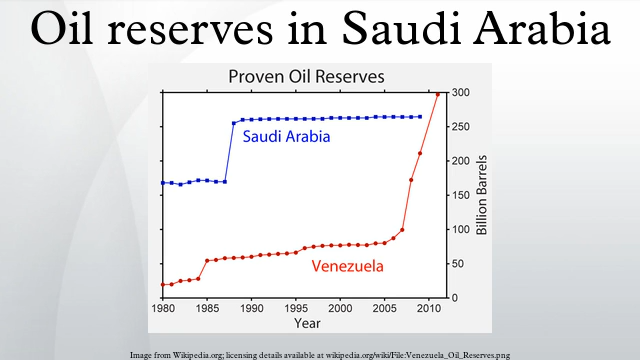 Oil reserves in Saudi Arabia
Proven Oil Reserves
300
250
200
150
100
50
0
Billion Barrels
Saudi Arabia
Venezuela
1980 1985 1990 1995 2000 2005 2010
Year
Image from Wikipedia.org; licensing details available at wikipedia.org/wiki/File:Venezuela_Oil_Reserves.png